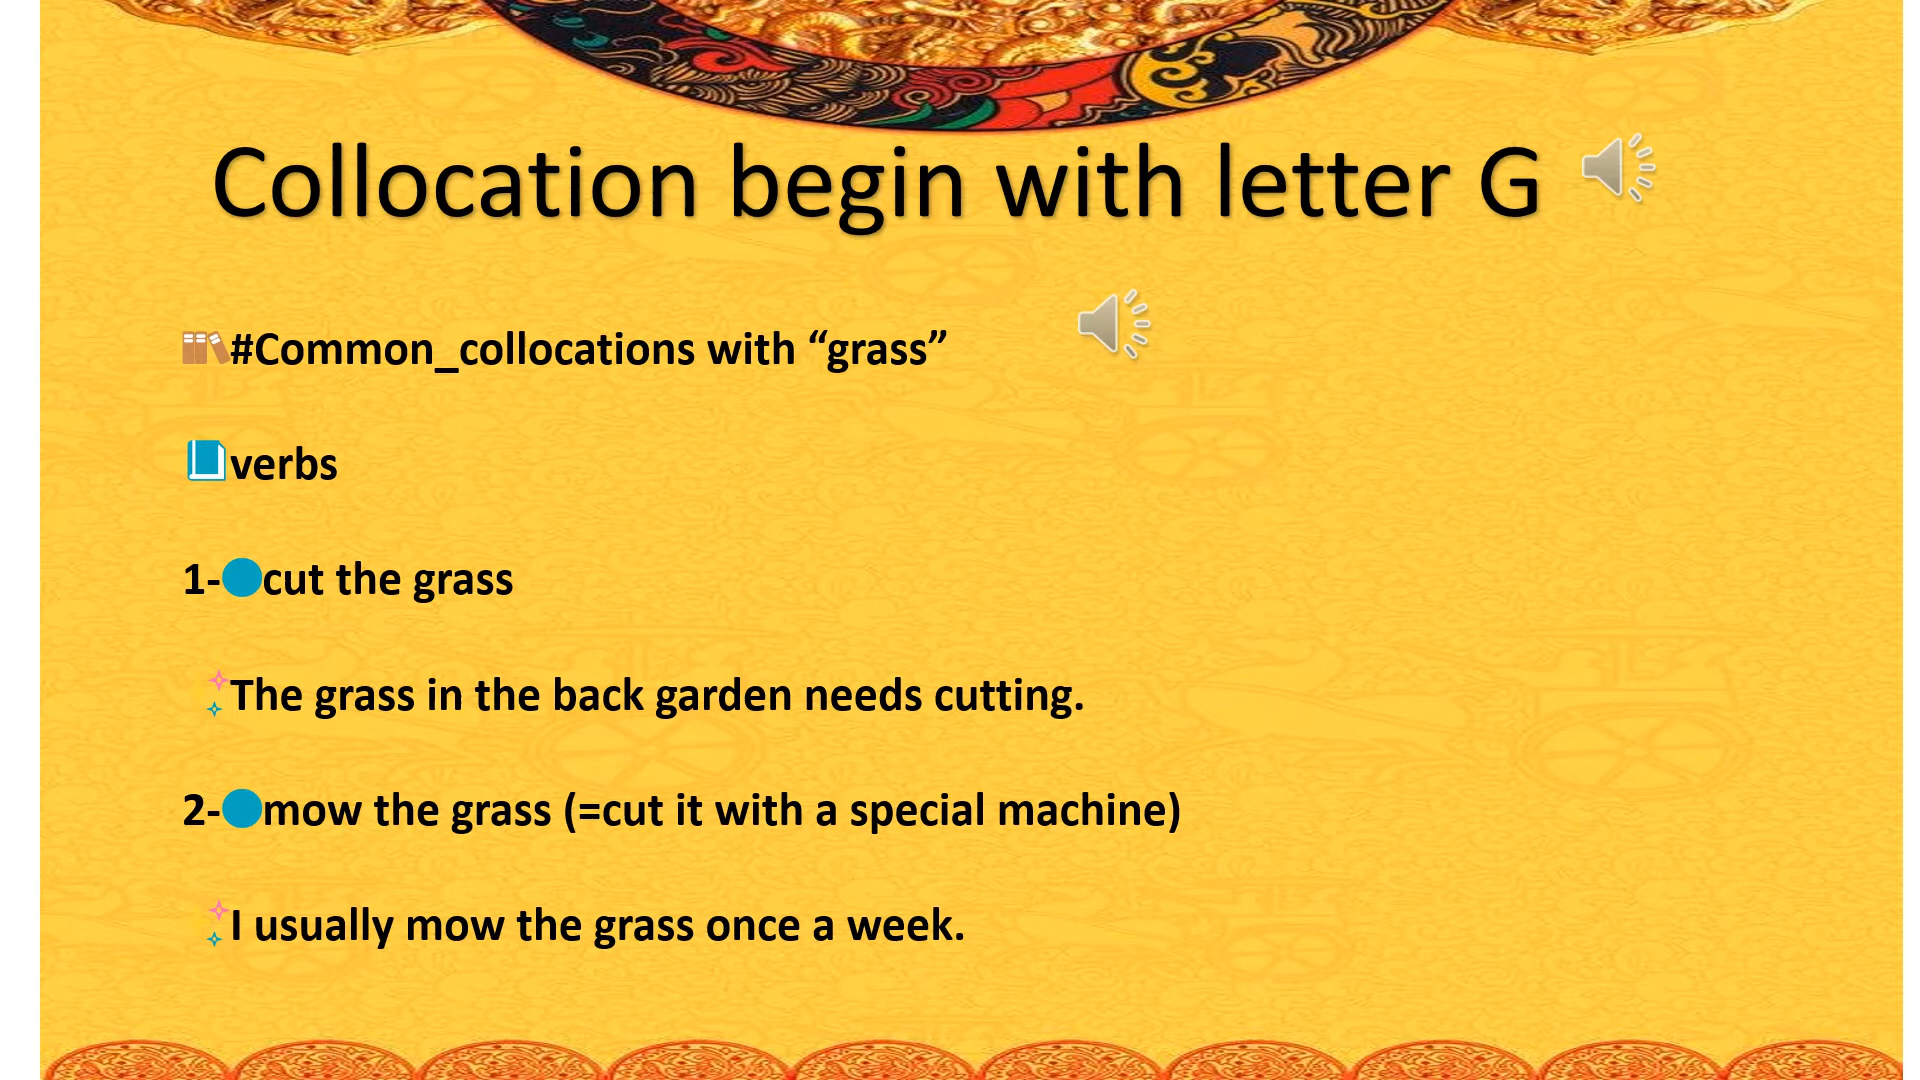 Collocation begin with letter G
📚#Common_collocations with “grass”
📘verbs
1-🔵cut the grass
✨The grass in the back garden needs cutting.
2-🔵mow the grass (=cut it with a special machine)
✨I usually mow the grass once a week.